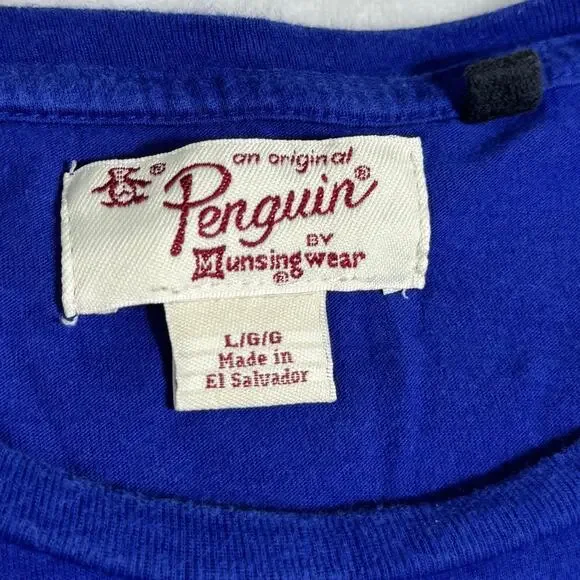 an original
Penguin®
BY
Munsingwear®
L/G/G
Made in
El Salvador